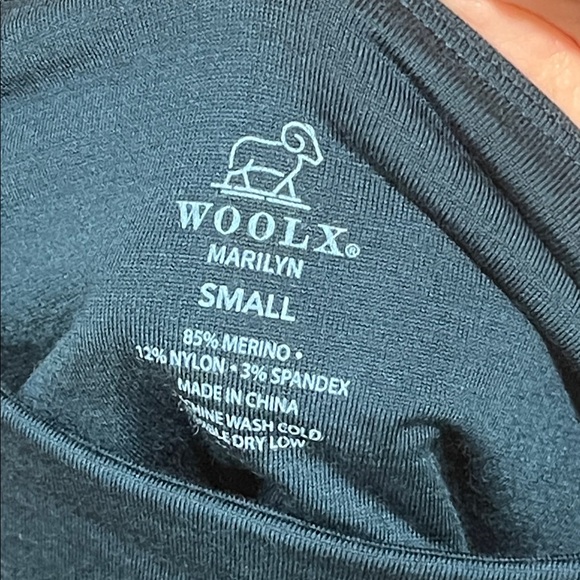 WOOLX®
MARILYN
SMALL
85% MERINO •
12% NYLON • 3% SPANDEX
MADE IN CHINA
WASH COLD
DRY LOW